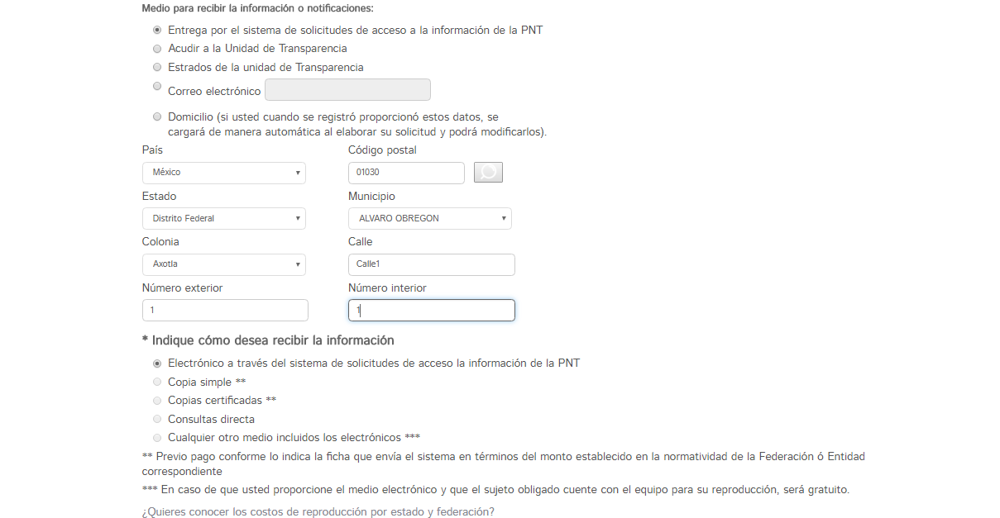 Medio para recibir la información o notificaciones:
Entrega por el sistema de solicitudes de acceso a la información de la PNT
Acudir a la Unidad de Transparencia
Estrados de la unidad de Transparencia
Correo electrónico
Domicilio (si usted cuando se registró proporcionó estos datos, se
cargará de manera automática al elaborar su solicitud y podrá modificarlos).
País Código postal
México 01030
Estado Municipio
Distrito Federal ALVARO OBREGON
Colonia Calle
Axotla Calle1
Número exterior Número interior
1 1
* Indique cómo desea recibir la información
Electrónico a través del sistema de solicitudes de acceso la información de la PNT
Copia simple **
Copias certificadas **
Consultas directa
Cualquier otro medio incluidos los electrónicos ***
** Previo pago conforme lo indica la ficha que envía el sistema en términos del monto establecido en la normatividad de la Federación ó Entidad
correspondiente
*** En caso de que usted proporcione el medio electrónico y que el sujeto obligado cuente con el equipo para su reproducción, será gratuito.
¿Quieres conocer los costos de reproducción por estado y federación?